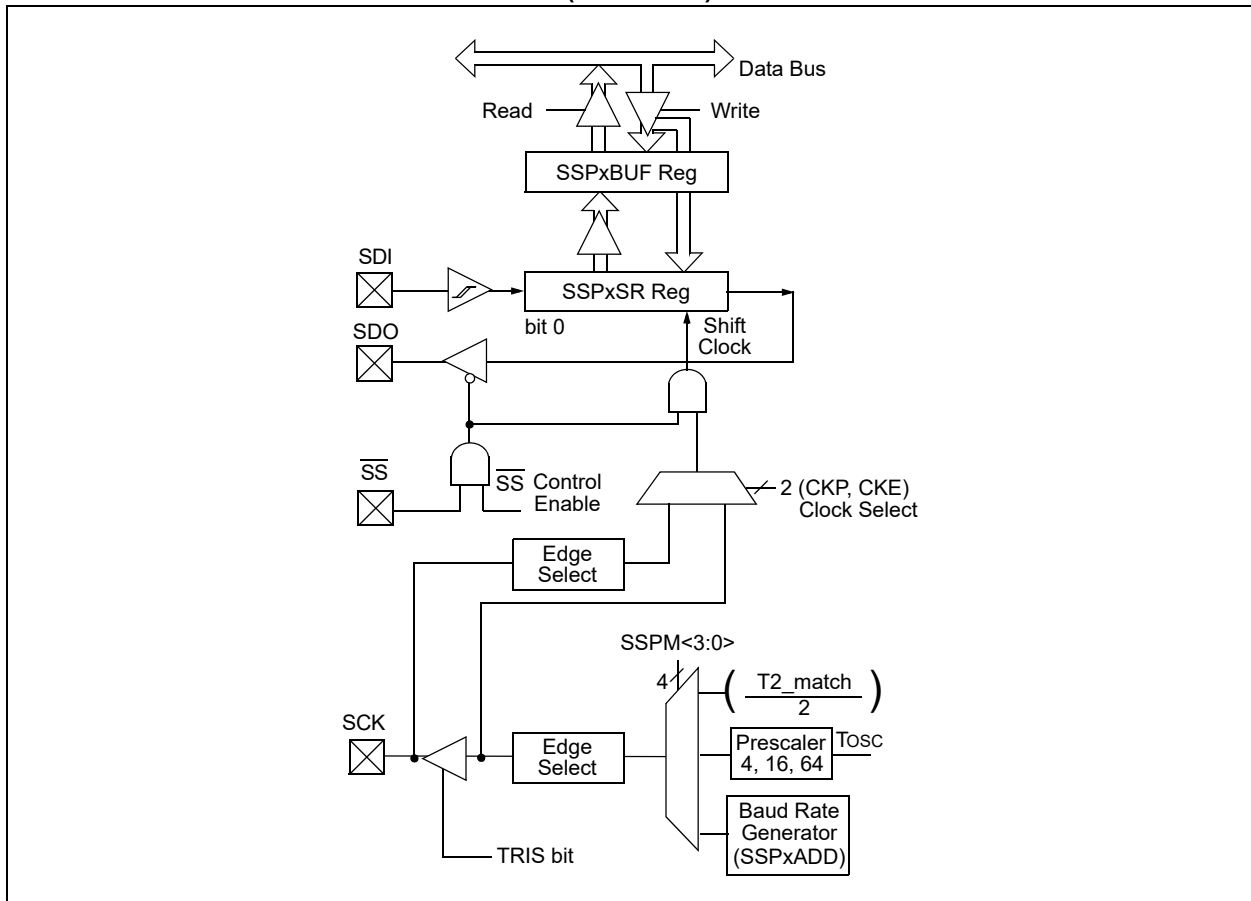 Data Bus
Read
Write
SSPxBUF Reg
SDI
SSPxSR Reg
bit 0
Shift
Clock
SDO
SS
SS Control
Enable
2 (CKP, CKE)
Clock Select
Edge
Select
SSPM<3:0>
4
( T2_match )
2
SCK
Edge
Select
Prescaler
4, 16, 64
TOSC
Baud Rate
Generator
(SSPxADD)
TRIS bit